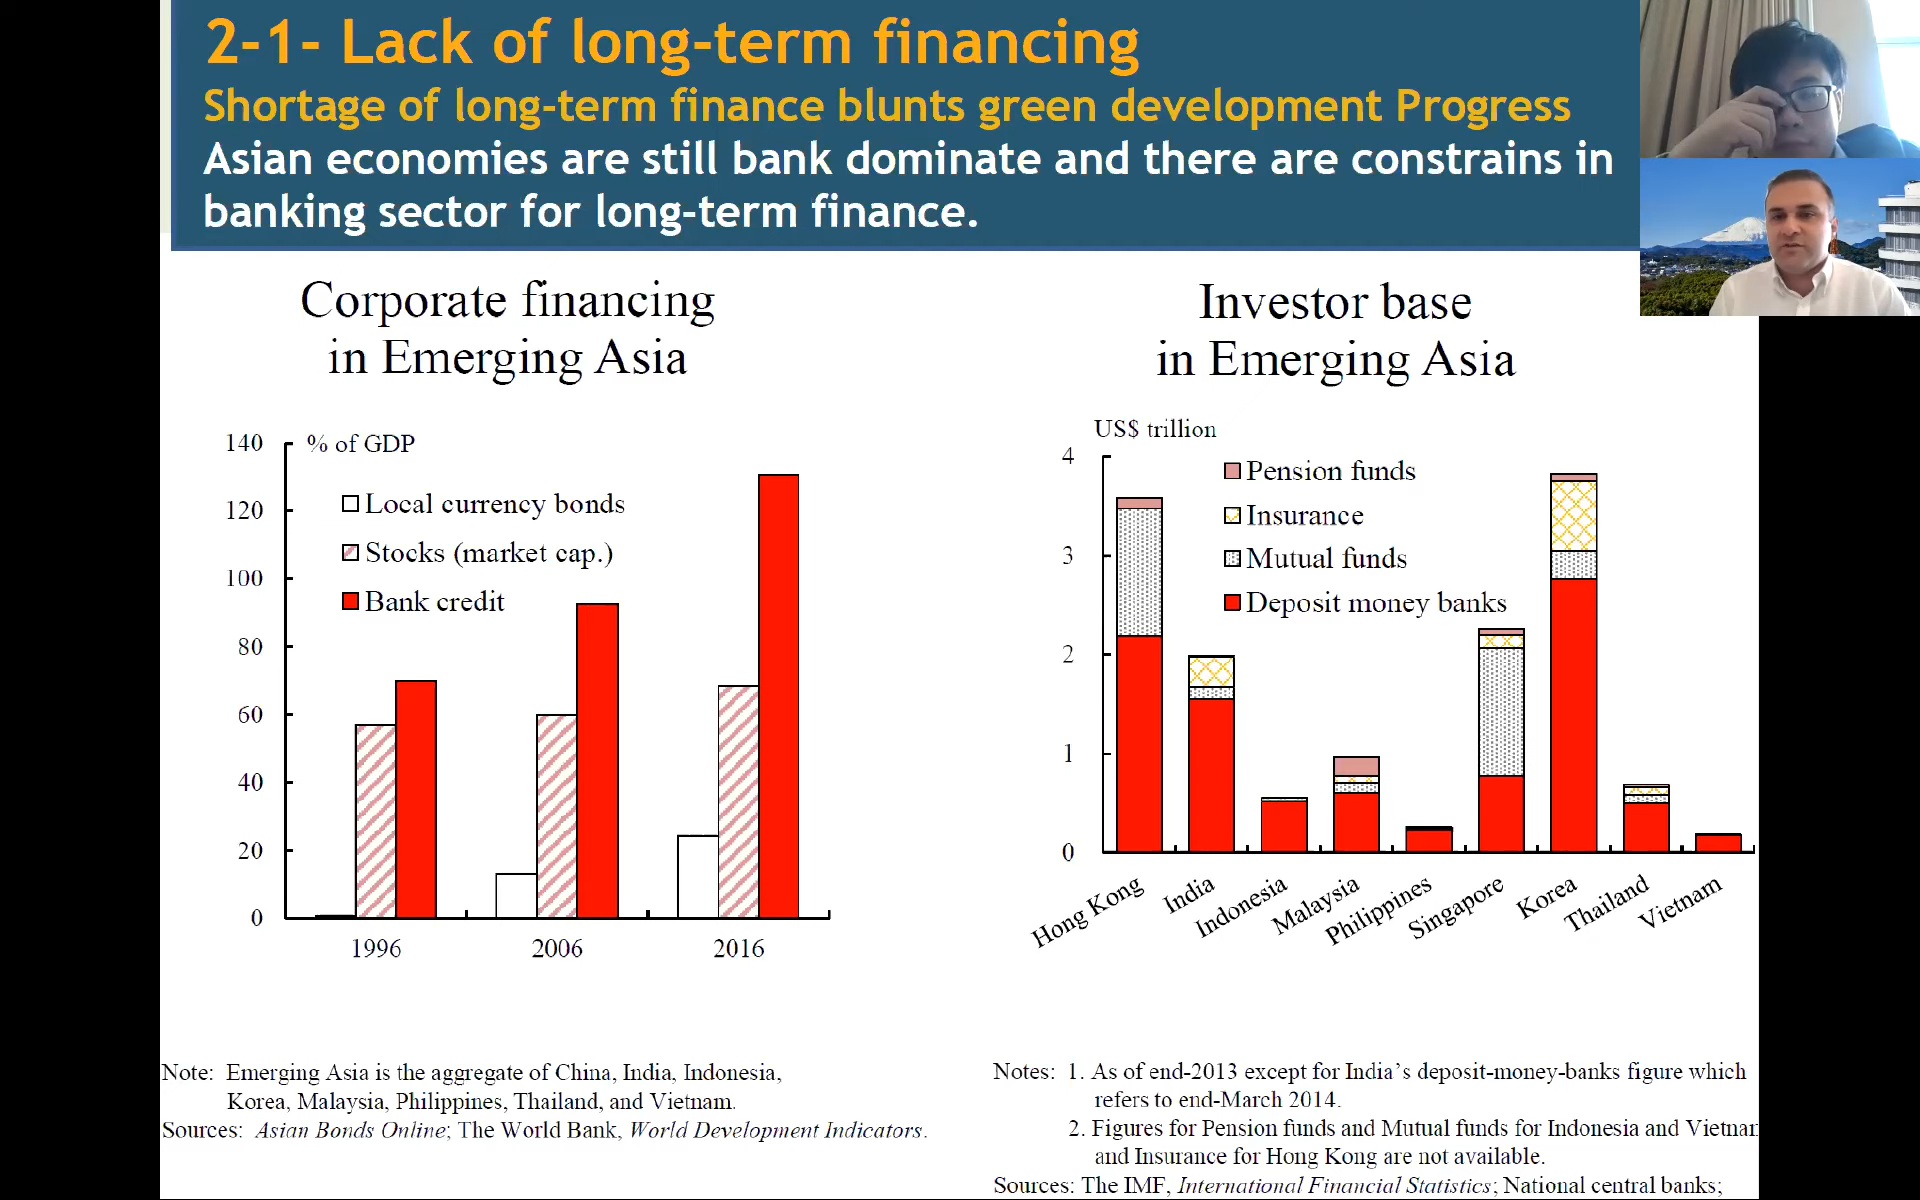 2-1- Lack of long-term financing
Shortage of long-term finance blunts green development Progress
Asian economies are still bank dominate and there are constrains in
banking sector for long-term finance.
Corporate financing
in Emerging Asia
% of GDP
140
120
100
80
60
40
20
0
Local currency bonds
Stocks (market cap.)
Bank credit
1996 2006 2016
Note: Emerging Asia is the aggregate of China, India, Indonesia,
Korea, Malaysia, Philippines, Thailand, and Vietnam.
Sources: Asian Bonds Online; The World Bank, World Development Indicators.
Investor base
in Emerging Asia
US$ trillion
4
3
2
1
0
Pension funds
Insurance
Mutual funds
Deposit money banks
Hong Kong
India
Indonesia
Malaysia
Philippines
Singapore
Korea
Thailand
Vietnam
Notes: 1. As of end-2013 except for India's deposit-money-banks figure which
refers to end-March 2014.
2. Figures for Pension funds and Mutual funds for Indonesia and Vietnar
and Insurance for Hong Kong are not available.
Sources: The IMF, International Financial Statistics; National central banks;